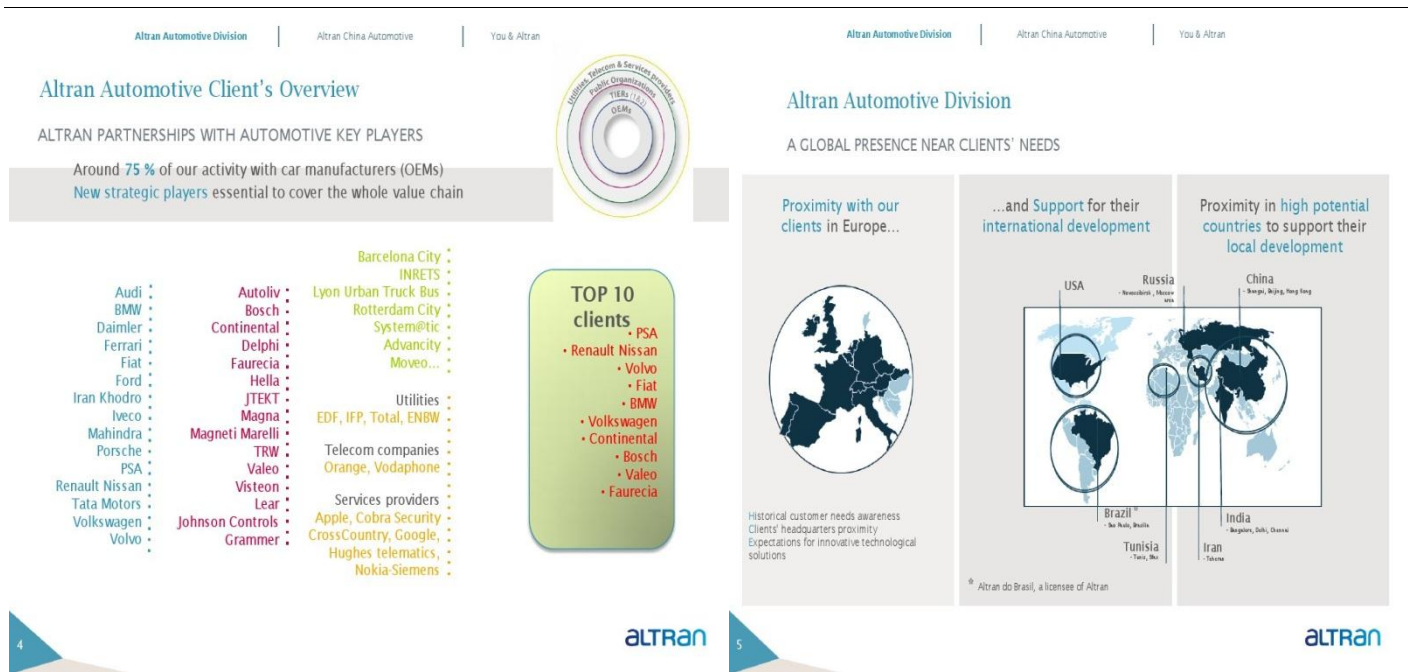 Altran Automotive Division
Altran China Automotive
You & Altran
Altran Automotive Client's Overview
ALTRAN PARTNERSHIPS WITH AUTOMOTIVE KEY PLAYERS
Around 75 % of our activity with car manufacturers (OEMs)
New strategic players essential to cover the whole value chain
Utilities, Telecom & Services providers
Public Organizations
TIERs (1&2)
OEMs
Audi
BMW
Daimler
Ferrari
Fiat
Ford
Iran Khodro
Iveco
Mahindra
Porsche
PSA
Renault Nissan
Tata Motors
Volkswagen
Volvo
Autoliv
Bosch
Continental
Delphi
Faurecia
Hella
JTEKT
Magna
Magneti Marelli
TRW
Valeo
Visteon
Lear
Johnson Controls
Grammer
Barcelona City
INRETS
Lyon Urban Truck Bus
Rotterdam City
System@tic
Advancity
Moveo...
Utilities
EDF, IFP, Total, ENBW
Telecom companies
Orange, Vodaphone
Services providers
Apple, Cobra Security
CrossCountry, Google,
Hughes telematics,
Nokia-Siemens
TOP 10
clients
• PSA
• Renault Nissan
• Volvo
• Fiat
• BMW
• Volkswagen
• Continental
• Bosch
• Valeo
• Faurecia
4
altran
Altran Automotive Division
Altran China Automotive
You & Altran
Altran Automotive Division
A GLOBAL PRESENCE NEAR CLIENTS' NEEDS
Proximity with our
clients in Europe...
Historical customer needs awareness
Clients' headquarters proximity
Expectations for innovative technological
solutions
...and Support for their
international development
Proximity in high potential
countries to support their
local development
USA
Russia
China
Brazil *
Tunisia
Iran
India
- Bangalore, Delhi, Chennai
* Altran do Brasil, a licensee of Altran
5
altran